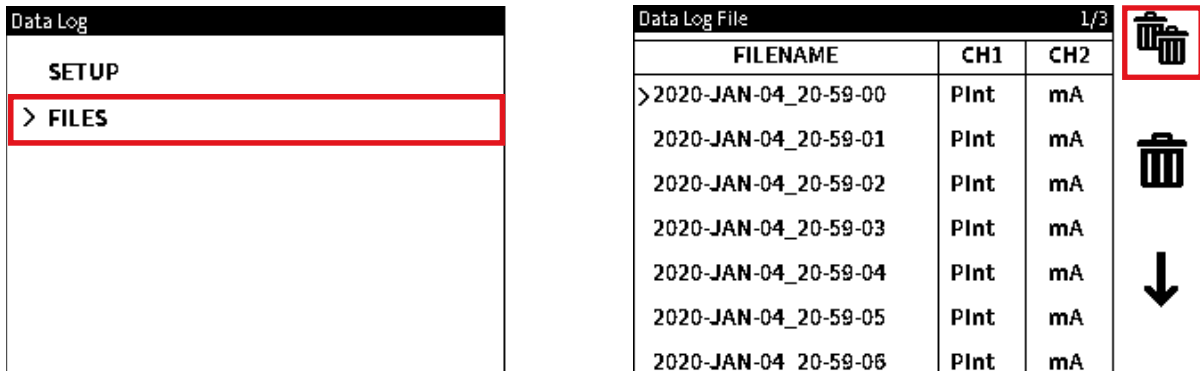 Data Log
SETUP
> FILES
Data Log File 1/3
FILENAME CH1 CH2
>2020-JAN-04_20-59-00 PInt mA
2020-JAN-04_20-59-01 PInt mA
2020-JAN-04_20-59-02 PInt mA
2020-JAN-04_20-59-03 PInt mA
2020-JAN-04_20-59-04 PInt mA
2020-JAN-04_20-59-05 PInt mA
2020-JAN-04_20-59-06 PInt mA